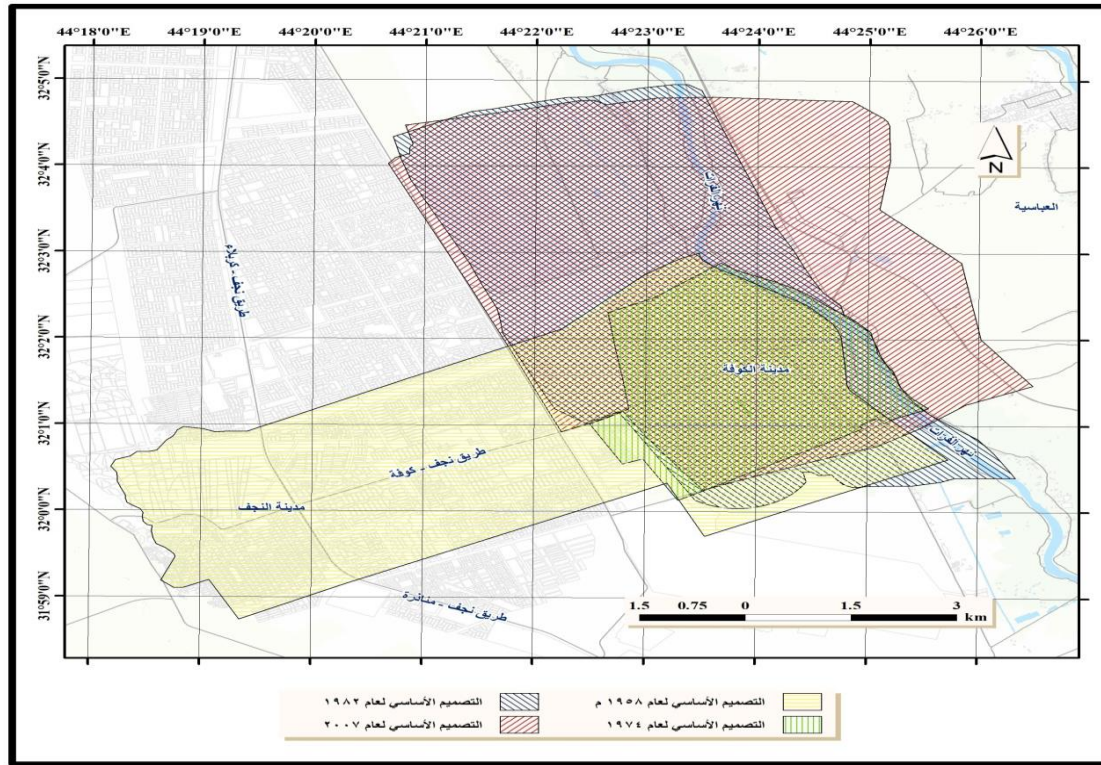 44°18'0"E 44°19'0"E 44°20'0"E 44°21'0"E 44°22'0"E 44°23'0"E 44°24'0"E 44°25'0"E 44°26'0"E
32°5'0"N
32°4'0"N
32°3'0"N
32°2'0"N
32°1'0"N
32°0'0"N
31°59'0"N
N
العباسية
نهر الفرات
طريق نجف - كربلاء
مدينة الكوفة
نهر الفرات
طريق نجف - كوفة
مدينة النجف
طريق نجف - مناذرة
1.5 0.75 0 1.5 3
km
التصميم الأساسي لعام ١٩٥٨ م
التصميم الأساسي لعام ١٩٨٢
التصميم الأساسي لعام ١٩٧٤
التصميم الأساسي لعام ٢٠٠٧